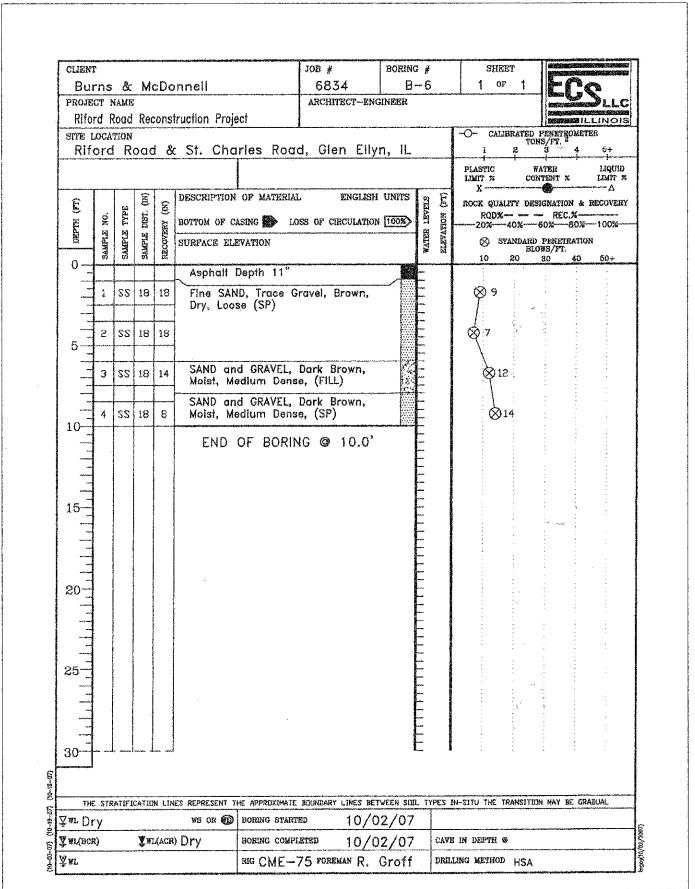 CLIENT JOB # BORING # SHEET
Burns & McDonnell 6834 B-6 1 OF 1
ECS LLC
ILLINOIS
PROJECT NAME ARCHITECT-ENGINEER
Riford Road Reconstruction Project
SITE LOCATION
Riford Road & St. Charles Road, Glen Ellyn, IL
-O- CALIBRATED PENETROMETER
TONS/FT.²
1 2 3 4 5+
PLASTIC WATER LIQUID
LIMIT % CONTENT % LIMIT %
X Δ
ROCK QUALITY DESIGNATION & RECOVERY
RQD%- — - REC.%
20% 40% 60% 80% 100%
⊗ STANDARD PENETRATION
BLOWS/FT.
10 20 30 40 50+
DEPTH (FT)
SAMPLE NO.
SAMPLE TYPE
SAMPLE DIST. (IN)
RECOVERY (IN)
DESCRIPTION OF MATERIAL ENGLISH UNITS
BOTTOM OF CASING LOSS OF CIRCULATION 100%
SURFACE ELEVATION
WATER LEVELS
ELEVATION (FT)
0
Asphalt Depth 11"
1 SS 18 18 Fine SAND, Trace Gravel, Brown, 9
Dry, Loose (SP)
2 SS 18 18 7
5
3 SS 18 14 SAND and GRAVEL, Dark Brown, 12
Moist, Medium Dense, (FILL)
SAND and GRAVEL, Dark Brown,
4 SS 18 8 Moist, Medium Dense, (SP) 14
10
END OF BORING @ 10.0'
15
20
25
30
THE STRATIFICATION LINES REPRESENT THE APPROXIMATE BOUNDARY LINES BETWEEN SOIL TYPES IN-SITU THE TRANSITION MAY BE GRADUAL
WL Dry WS OR WD BORING STARTED 10/02/07
WL(BCR) WL(ACR) Dry BORING COMPLETED 10/02/07 CAVE IN DEPTH @
WL RIG CME-75 FOREMAN R. Groff DRILLING METHOD HSA